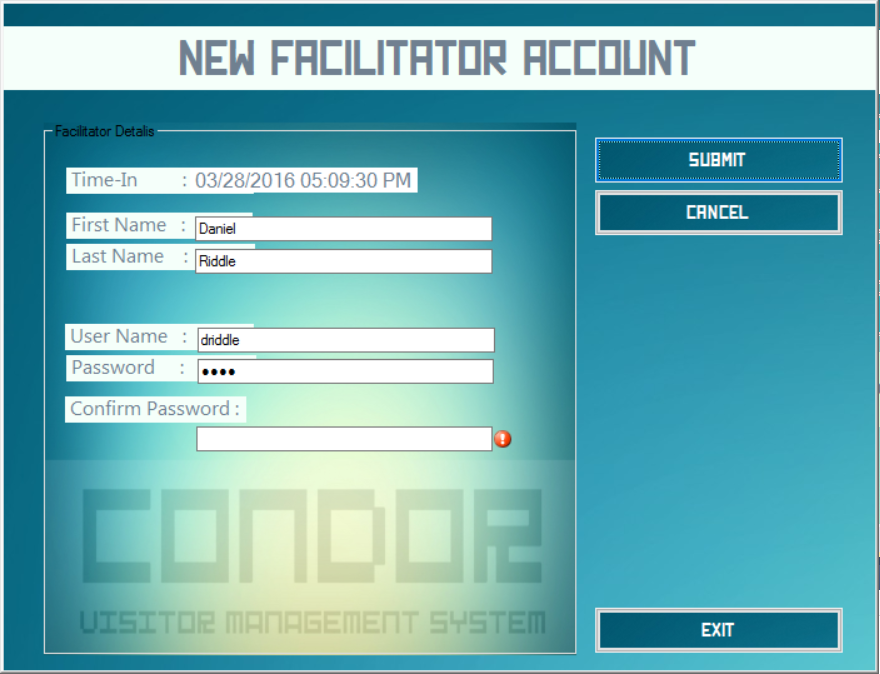 NEW FACILITATOR ACCOUNT
Facilitator Detalis
Time-In : 03/28/2016 05:09:30 PM
First Name : Daniel
Last Name : Riddle
User Name : driddle
Password : ●●●●
Confirm Password :
SUBMIT
CANCEL
CONDOR
VISITOR MANAGEMENT SYSTEM
EXIT